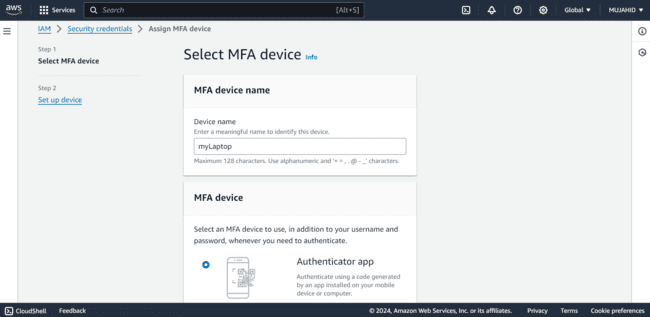 aws Services Search [Alt+S] Global MUJAHID
IAM > Security credentials > Assign MFA device
Step 1
Select MFA device
Step 2
Set up device
Select MFA device Info
MFA device name
Device name
Enter a meaningful name to identify this device.
myLaptop
Maximum 128 characters. Use alphanumeric and '+ = , . @ - _' characters.
MFA device
Select an MFA device to use, in addition to your username and
password, whenever you need to authenticate.
Authenticator app
Authenticate using a code generated
by an app installed on your mobile
device or computer.
CloudShell Feedback © 2024, Amazon Web Services, Inc. or its affiliates. Privacy Terms Cookie preferences